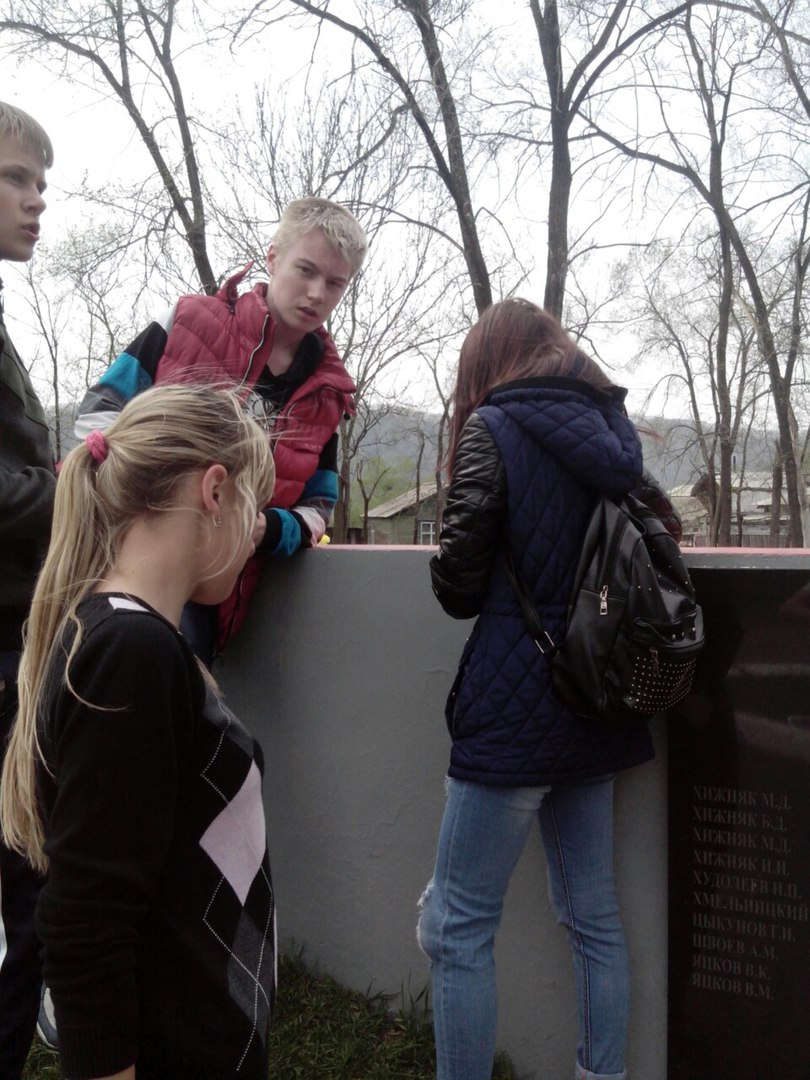 ХИЖНЯК М.Д.
ХИЖНЯК Б.Д.
ХИЖНЯК М.Д.
ХИЖНЯК Н.И.
ХУДОЛЕЕВ И.П.
ХМЕЛЬНИЦКИЙ
ЦЫКУНОВ Г.И.
ШВОЕВ А.М.
ЯЦКОВ В.К.
ЯЦКОВ В.М.